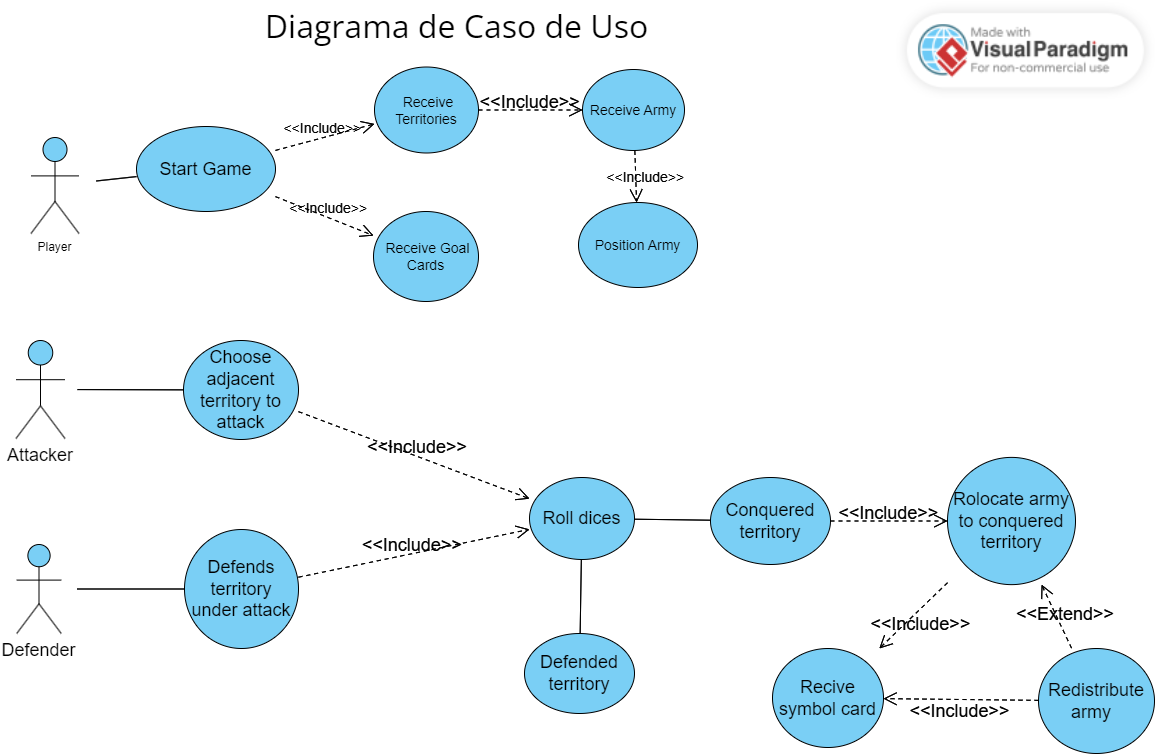 Diagrama de Caso de Uso
Made with
VisualParadigm
For non-commercial use
Receive
Territories
<<Include>>
Receive Army
<<Include>>
Start Game
<<Include>>
Player
<<Include>>
Receive Goal
Cards
Position Army
Choose
adjacent
territory to
attack
Attacker
<<Include>>
Roll dices
Conquered
territory
<<Include>>
Rolocate army
to conquered
territory
<<Include>>
Defends
territory
under attack
Defender
<<Include>>
<<Extend>>
Defended
territory
Recive
symbol card
<<Include>>
Redistribute
army